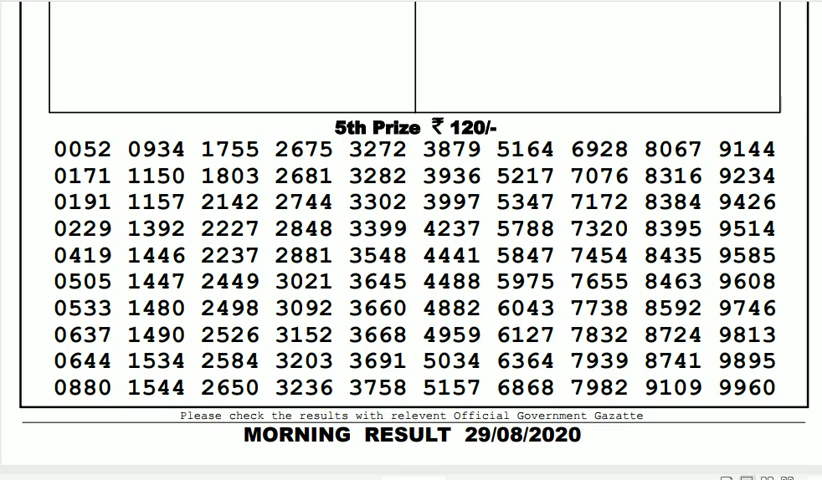 5th Prize ₹ 120/-
0052 0934 1755 2675 3272 3879 5164 6928 8067 9144
0171 1150 1803 2681 3282 3936 5217 7076 8316 9234
0191 1157 2142 2744 3302 3997 5347 7172 8384 9426
0229 1392 2227 2848 3399 4237 5788 7320 8395 9514
0419 1446 2237 2881 3548 4441 5847 7454 8435 9585
0505 1447 2449 3021 3645 4488 5975 7655 8463 9608
0533 1480 2498 3092 3660 4882 6043 7738 8592 9746
0637 1490 2526 3152 3668 4959 6127 7832 8724 9813
0644 1534 2584 3203 3691 5034 6364 7939 8741 9895
0880 1544 2650 3236 3758 5157 6868 7982 9109 9960
Please check the results with relevent Official Government Gazatte
MORNING RESULT 29/08/2020